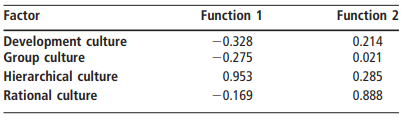 Factor Function 1 Function 2
Development culture −0.328 0.214
Group culture −0.275 0.021
Hierarchical culture 0.953 0.285
Rational culture −0.169 0.888